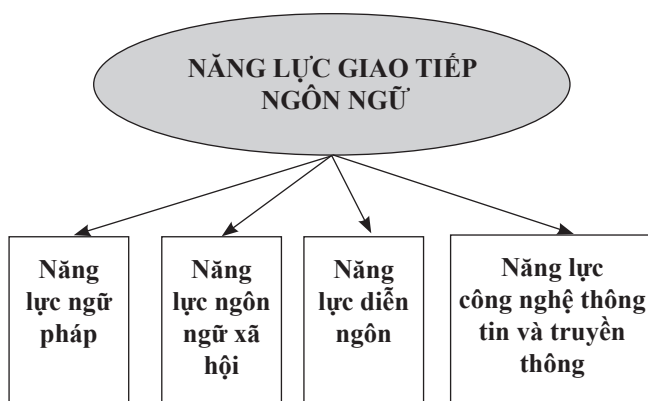 NĂNG LỰC GIAO TIẾP
NGÔN NGỮ
Năng
lực ngữ
pháp
Năng
lực ngôn
ngữ xã
hội
Năng
lực diễn
ngôn
Năng lực
công nghệ thông
tin và truyền
thông